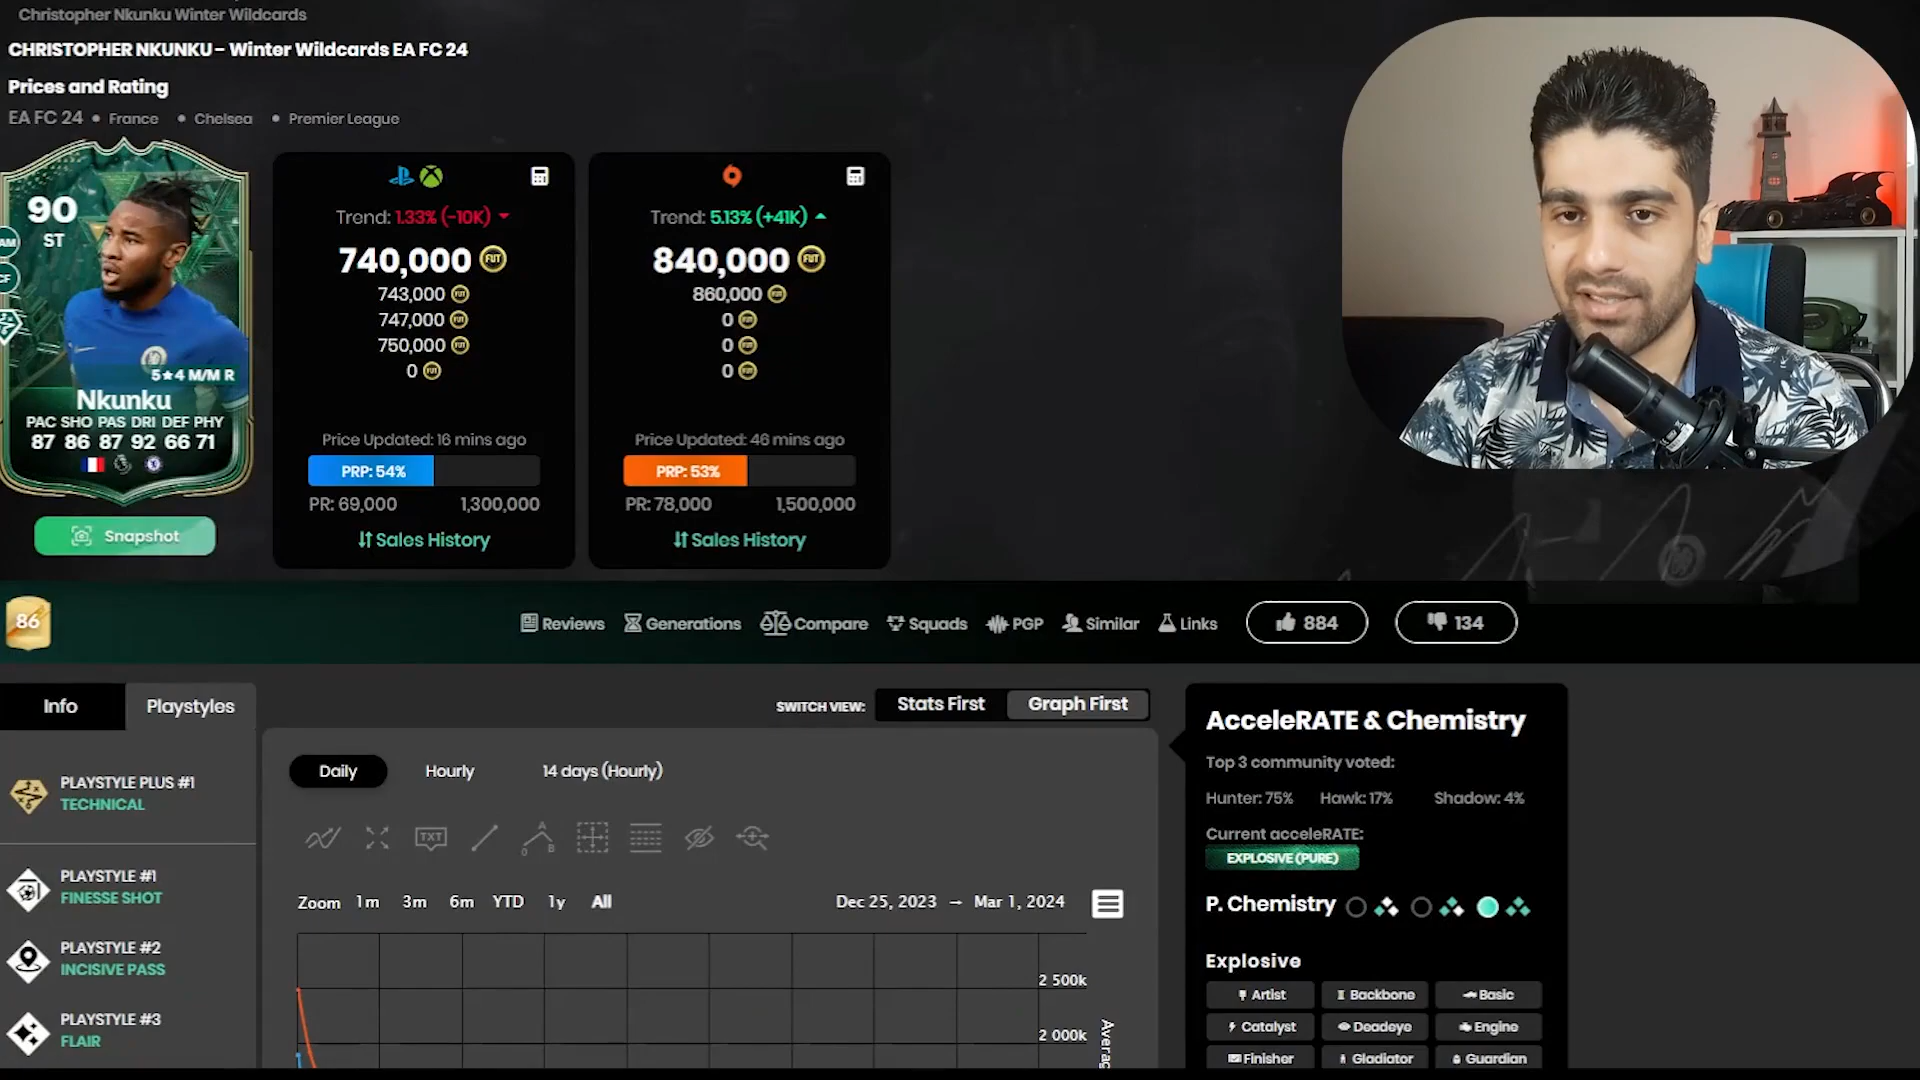 Christopher Nkunku Winter Wildcards
CHRISTOPHER NKUNKU - Winter Wildcards EA FC 24
Prices and Rating
EA FC 24 • France • Chelsea • Premier League
90
ST
AM
CF
5★4 M/M R
Nkunku
PAC SHO PAS DRI DEF PHY
87 86 87 92 66 71
Snapshot
Trend: 1.33% (-10K)
740,000 FUT
743,000
747,000
750,000
0
Price Updated: 16 mins ago
PRP: 54%
PR: 69,000 1,300,000
Sales History
Trend: 5.13% (+41K)
840,000 FUT
860,000
0
0
0
Price Updated: 46 mins ago
PRP: 53%
PR: 78,000 1,500,000
Sales History
86
Reviews Generations Compare Squads PGP Similar Links 884 134
Info Playstyles
PLAYSTYLE PLUS #1
TECHNICAL
PLAYSTYLE #1
FINESSE SHOT
PLAYSTYLE #2
INCISIVE PASS
PLAYSTYLE #3
FLAIR
SWITCH VIEW: Stats First Graph First
Daily Hourly 14 days (Hourly)
TXT
A
0 B
Zoom 1m 3m 6m YTD 1y All Dec 25, 2023 → Mar 1, 2024
2 500k
2 000k
AcceleRATE & Chemistry
Top 3 community voted:
Hunter: 75% Hawk: 17% Shadow: 4%
Current acceleRATE:
EXPLOSIVE (PURE)
P. Chemistry
Explosive
Artist Backbone Basic
Catalyst Deadeye Engine
Finisher Gladiator Guardian